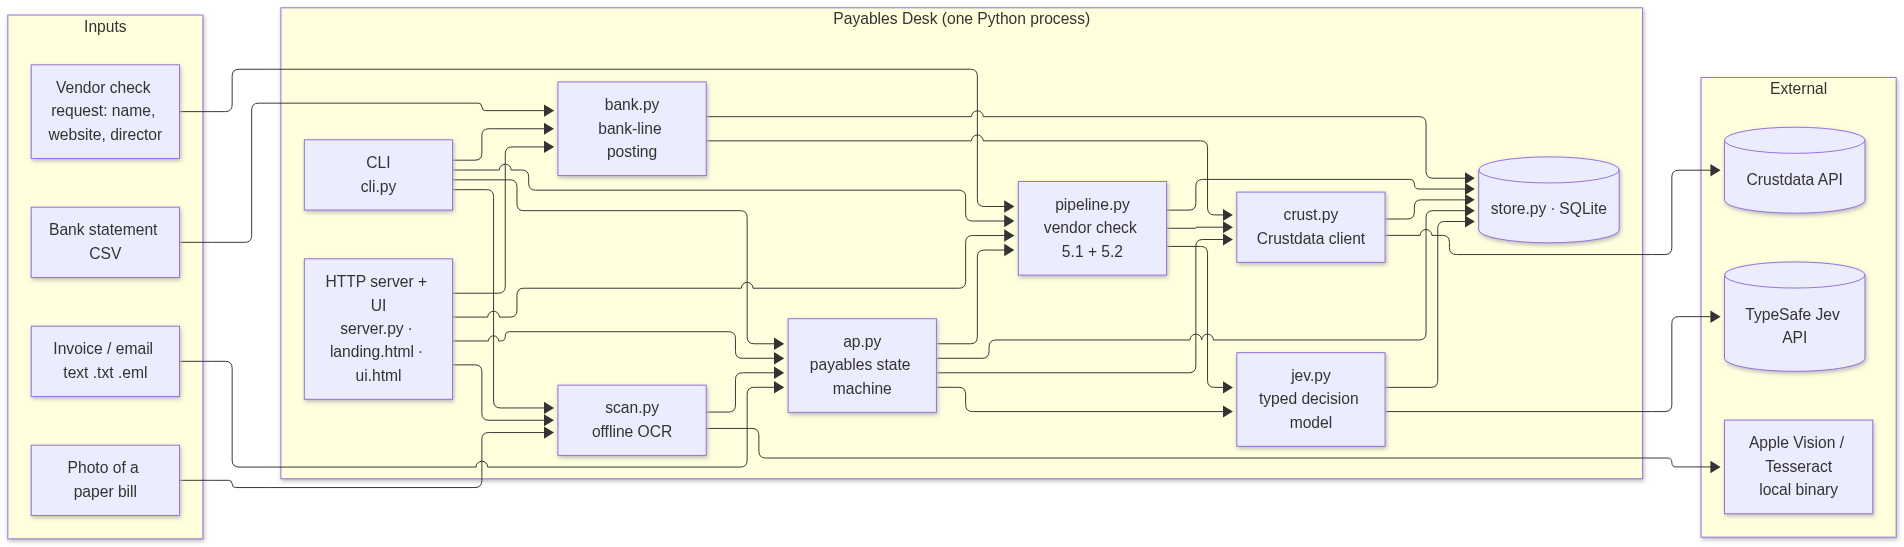 Inputs
Vendor check
request: name,
website, director
Bank statement
CSV
Invoice / email
text .txt .eml
Photo of a
paper bill
Payables Desk (one Python process)
CLI
cli.py
HTTP server +
UI
server.py ·
landing.html ·
ui.html
bank.py
bank-line
posting
scan.py
offline OCR
ap.py
payables state
machine
pipeline.py
vendor check
5.1 + 5.2
crust.py
Crustdata client
jev.py
typed decision
model
store.py · SQLite
External
Crustdata API
TypeSafe Jev
API
Apple Vision /
Tesseract
local binary